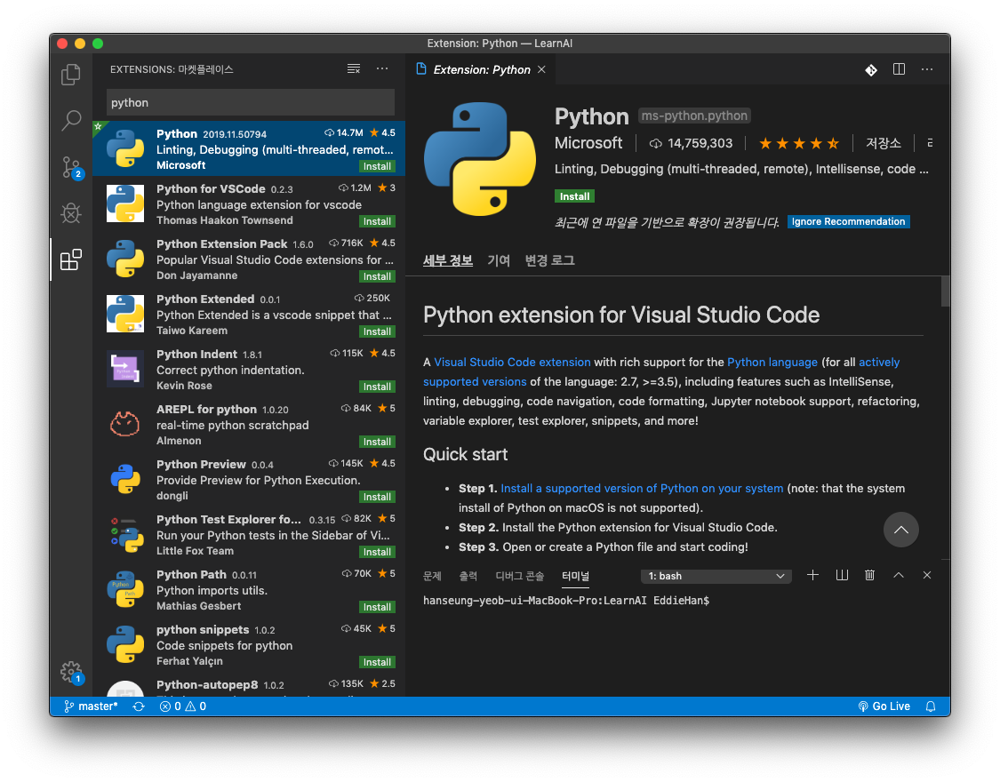 Extension: Python — LearnAI
EXTENSIONS: 마켓플레이스
python
Python 2019.11.50794 14.7M 4.5
Linting, Debugging (multi-threaded, remot...
Microsoft Install
Python for VSCode 0.2.3 1.2M 3
Python language extension for vscode
Thomas Haakon Townsend Install
Python Extension Pack 1.6.0 716K 4.5
Popular Visual Studio Code extensions for ...
Don Jayamanne Install
Python Extended 0.0.1 250K
Python Extended is a vscode snippet that ...
Taiwo Kareem Install
Python Indent 1.8.1 115K 4.5
Correct python indentation.
Kevin Rose Install
AREPL for python 1.0.20 84K 5
real-time python scratchpad
Almenon Install
Python Preview 0.0.4 145K 4.5
Provide Preview for Python Execution.
dongli Install
Python Test Explorer fo... 0.3.15 82K 5
Run your Python tests in the Sidebar of Vi...
Little Fox Team Install
Python Path 0.0.11 70K 5
Python imports utils.
Mathias Gesbert Install
python snippets 1.0.2 45K 5
Code snippets for python
Ferhat Yalçın Install
Python-autopep8 1.0.2 135K 2.5
2
1
Extension: Python
Python ms-python.python
Microsoft 14,759,303 저장소
Linting, Debugging (multi-threaded, remote), Intellisense, code ...
Install
최근에 연 파일을 기반으로 확장이 권장됩니다. Ignore Recommendation
세부 정보 기여 변경 로그
Python extension for Visual Studio Code
A Visual Studio Code extension with rich support for the Python language (for all actively
supported versions of the language: 2.7, >=3.5), including features such as IntelliSense,
linting, debugging, code navigation, code formatting, Jupyter notebook support, refactoring,
variable explorer, test explorer, snippets, and more!
Quick start
• Step 1. Install a supported version of Python on your system (note: that the system
install of Python on macOS is not supported).
• Step 2. Install the Python extension for Visual Studio Code.
• Step 3. Open or create a Python file and start coding!
문제 출력 디버그 콘솔 터미널 1: bash
hanseung-yeob-ui-MacBook-Pro:LearnAI EddieHan$
master* 0 0 Go Live